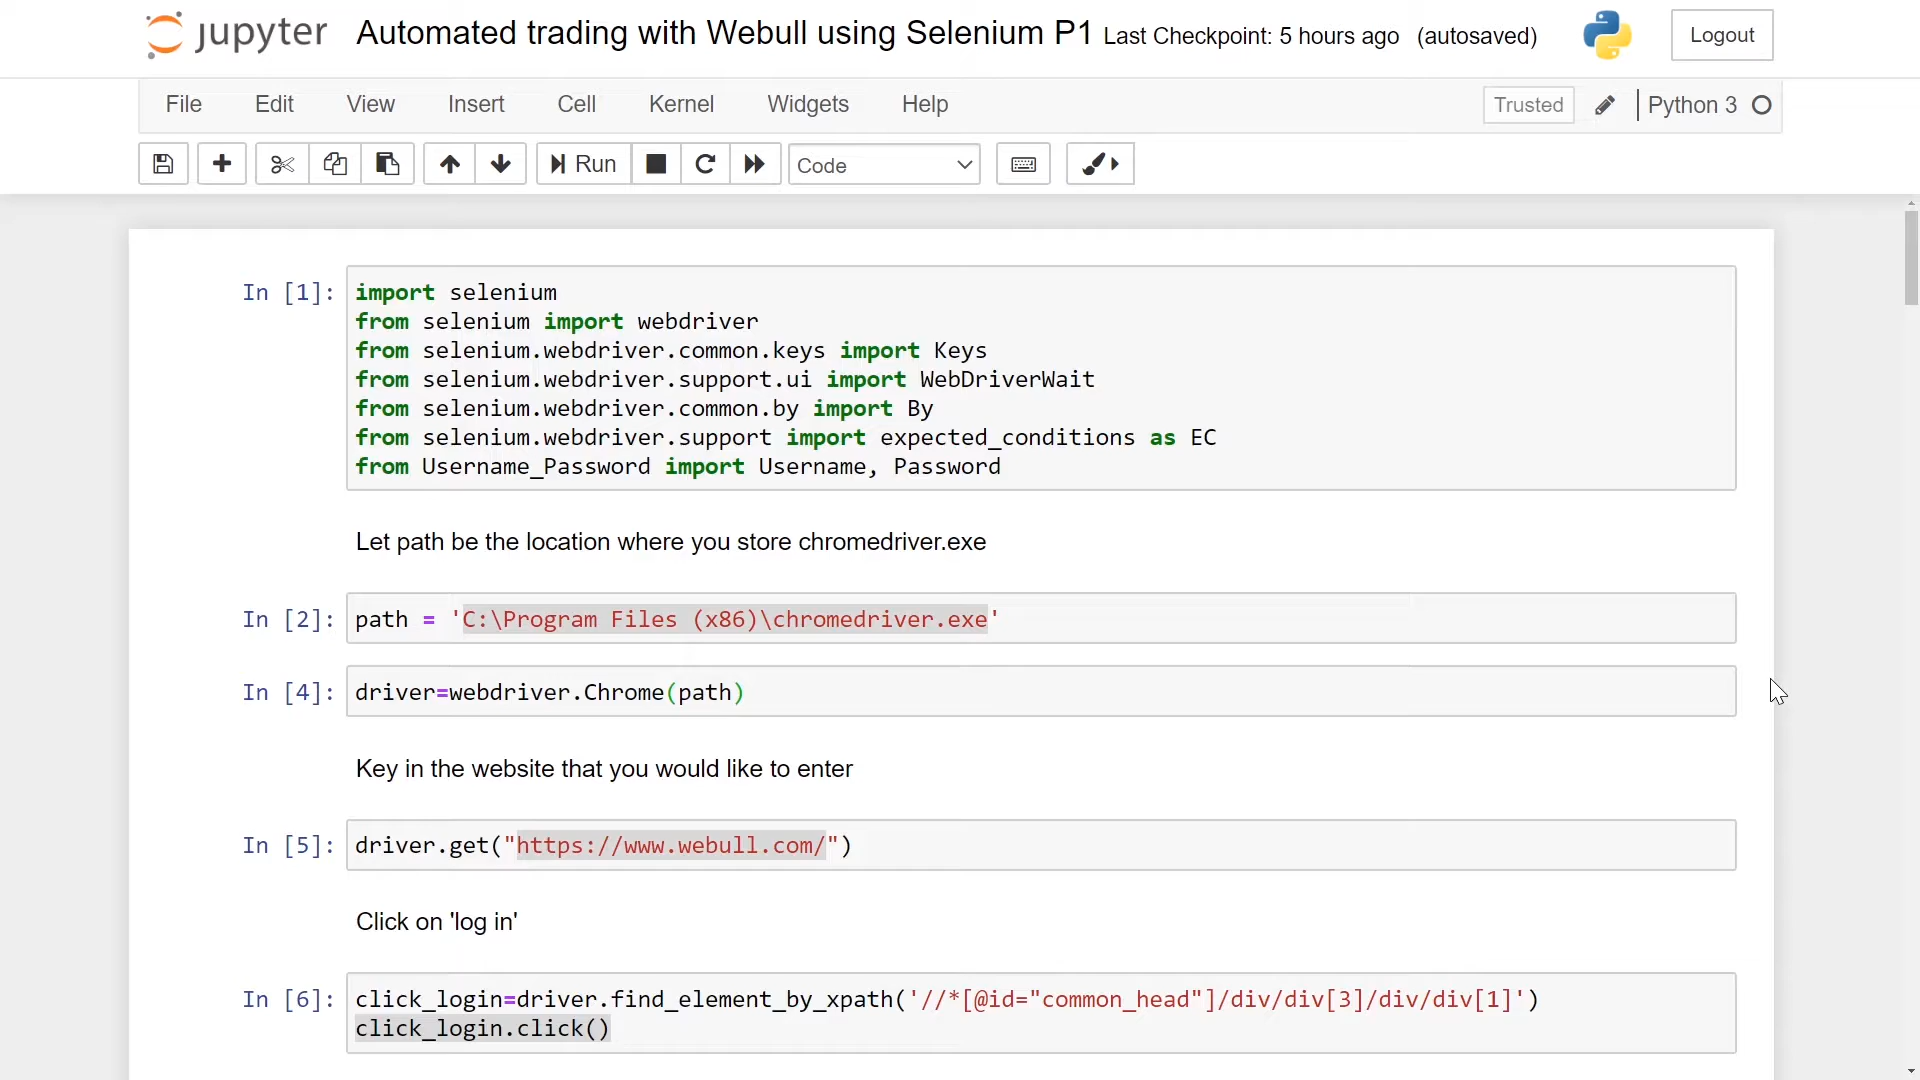 jupyter Automated trading with Webull using Selenium P1 Last Checkpoint: 5 hours ago (autosaved) Logout
File Edit View Insert Cell Kernel Widgets Help Trusted Python 3
Run Code
In [1]: import selenium
from selenium import webdriver
from selenium.webdriver.common.keys import Keys
from selenium.webdriver.support.ui import WebDriverWait
from selenium.webdriver.common.by import By
from selenium.webdriver.support import expected_conditions as EC
from Username_Password import Username, Password
Let path be the location where you store chromedriver.exe
In [2]: path = 'C:\Program Files (x86)\chromedriver.exe'
In [4]: driver=webdriver.Chrome(path)
Key in the website that you would like to enter
In [5]: driver.get("https://www.webull.com/")
Click on 'log in'
In [6]: click_login=driver.find_element_by_xpath('//*[@id="common_head"]/div/div[3]/div/div[1]')
click_login.click()